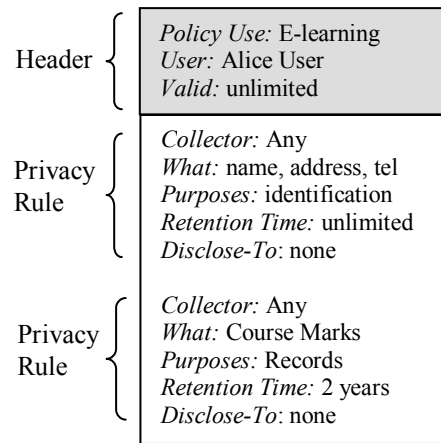 Header
Policy Use: E-learning
User: Alice User
Valid: unlimited
Privacy
Rule
Collector: Any
What: name, address, tel
Purposes: identification
Retention Time: unlimited
Disclose-To: none
Privacy
Rule
Collector: Any
What: Course Marks
Purposes: Records
Retention Time: 2 years
Disclose-To: none